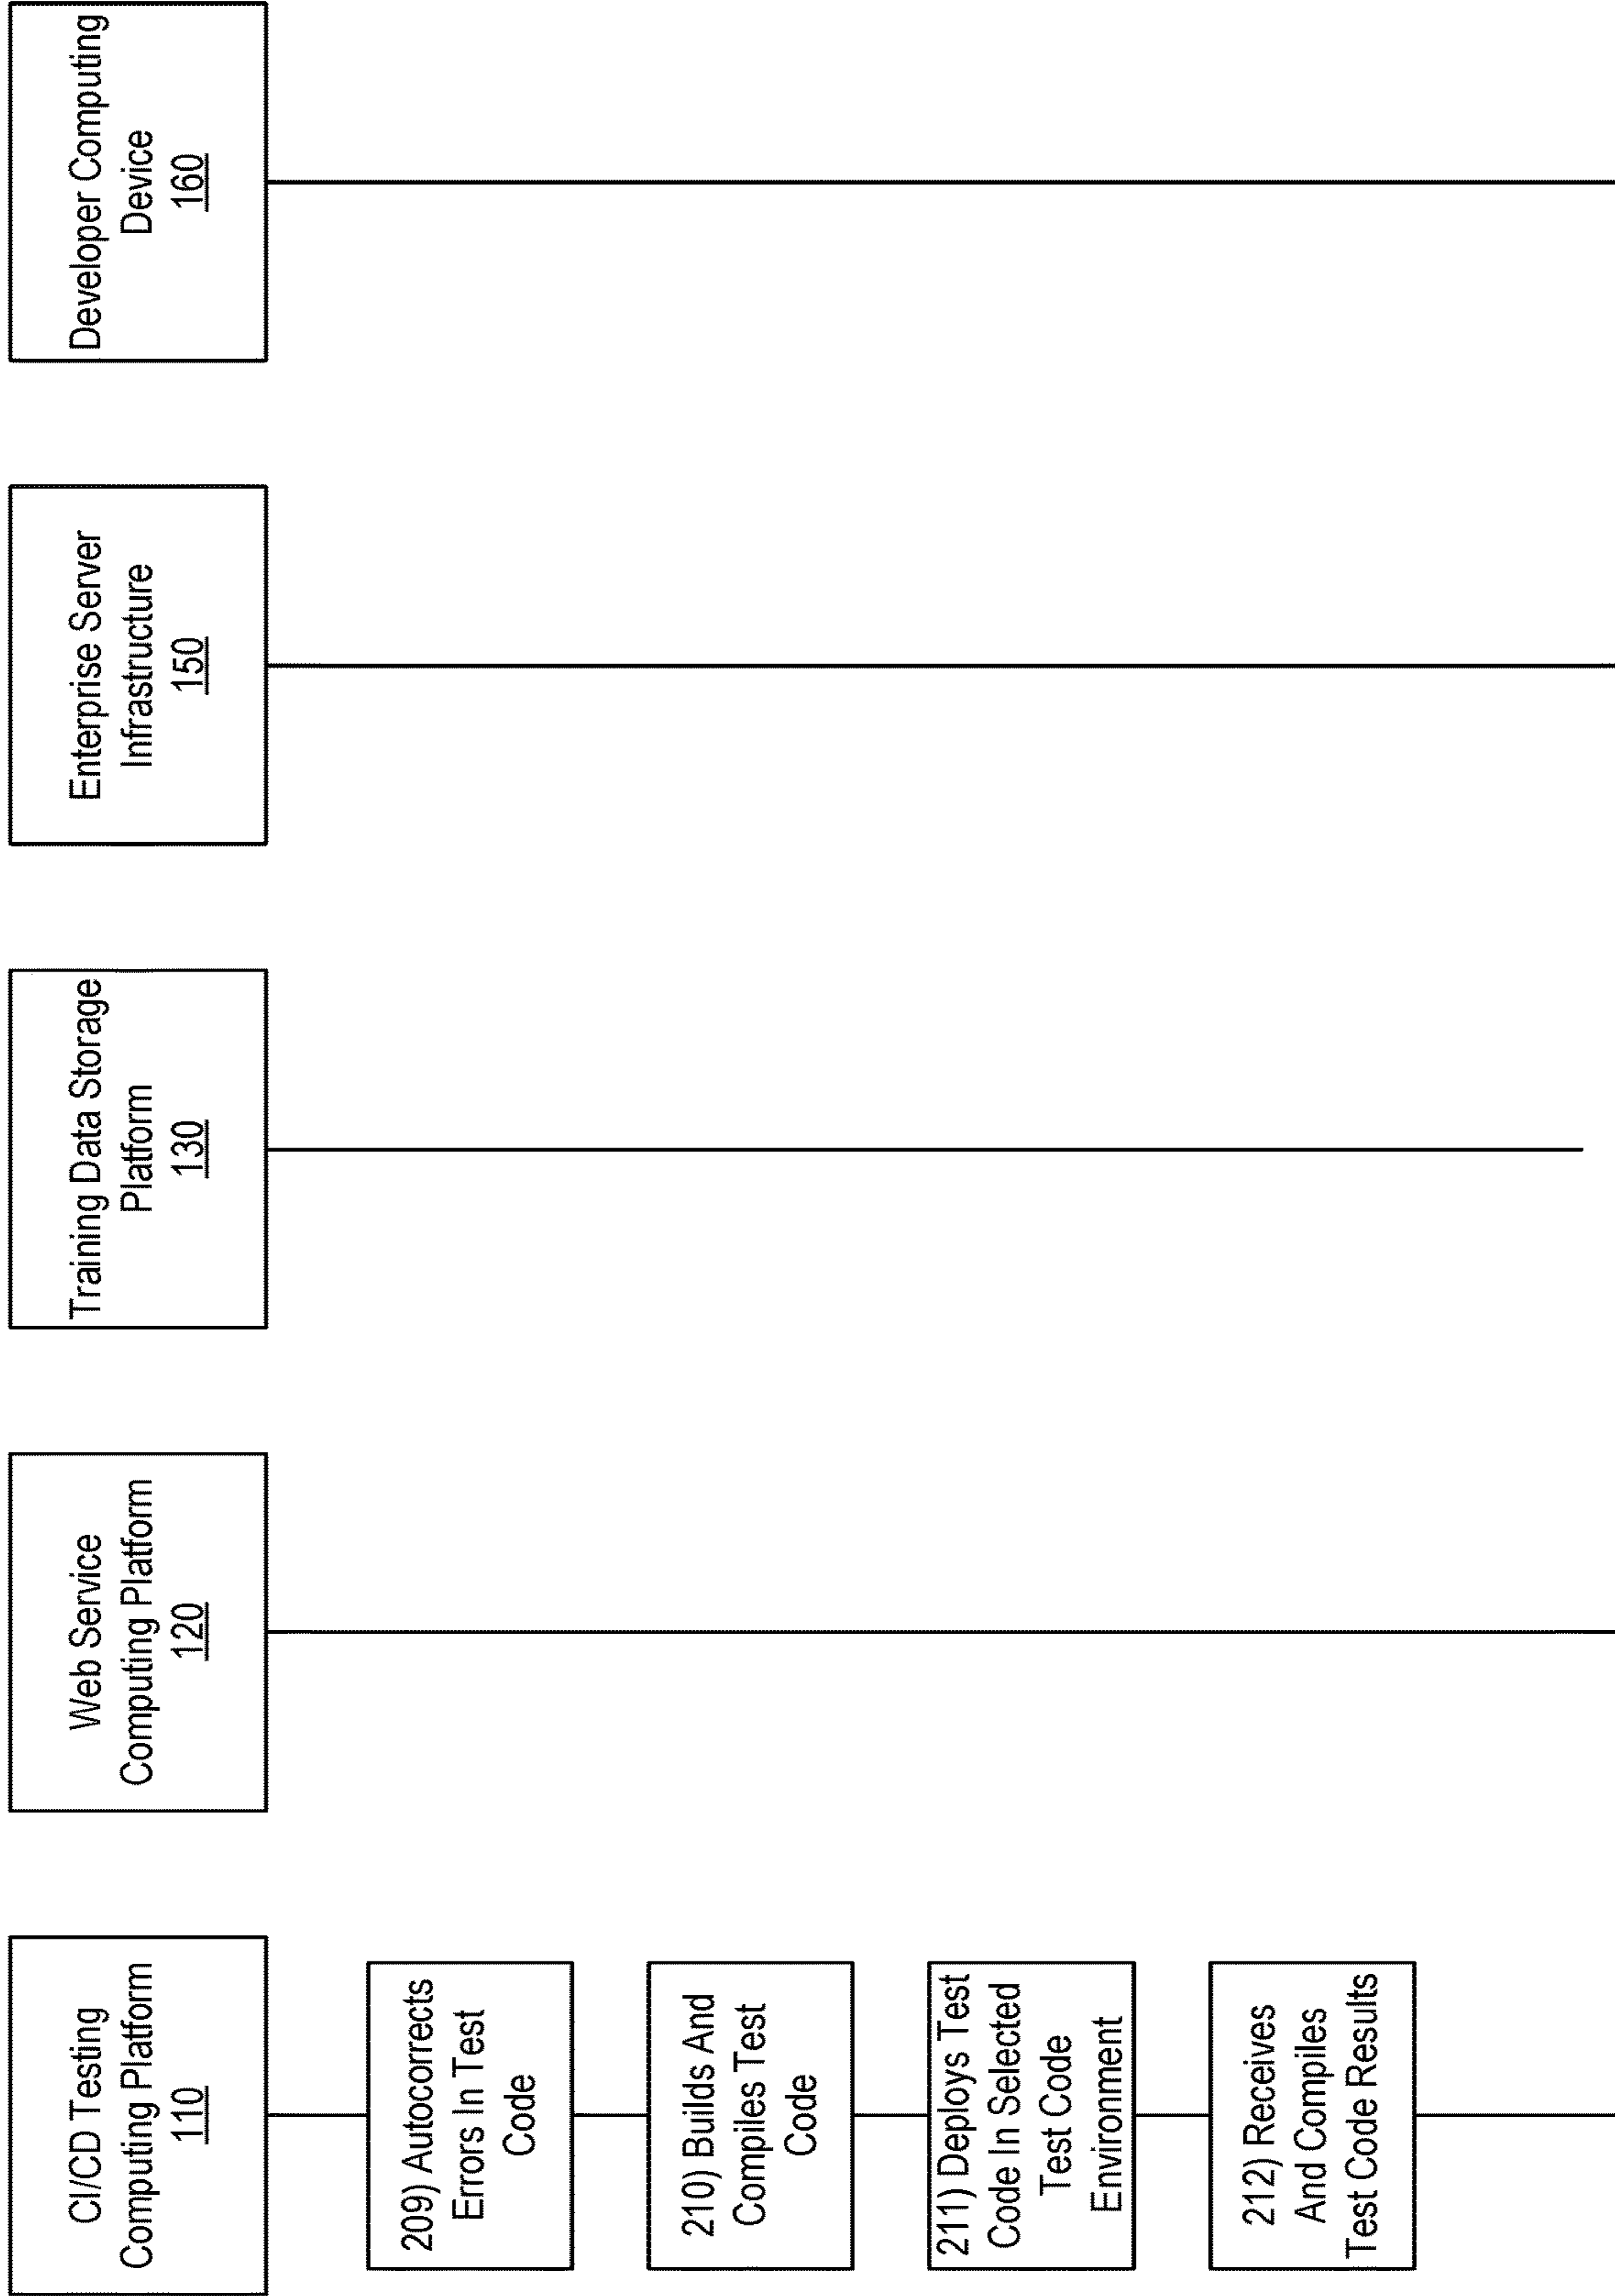 CI/CD Testing
Computing Platform
110
Web Service
Computing Platform
120
Training Data Storage
Platform
130
Enterprise Server
Infrastructure
150
Developer Computing
Device
160
209) Autocorrects
Errors In Test
Code
210) Builds And
Compiles Test
Code
211) Deploys Test
Code In Selected
Test Code
Environment
212) Receives
And Compiles
Test Code Results